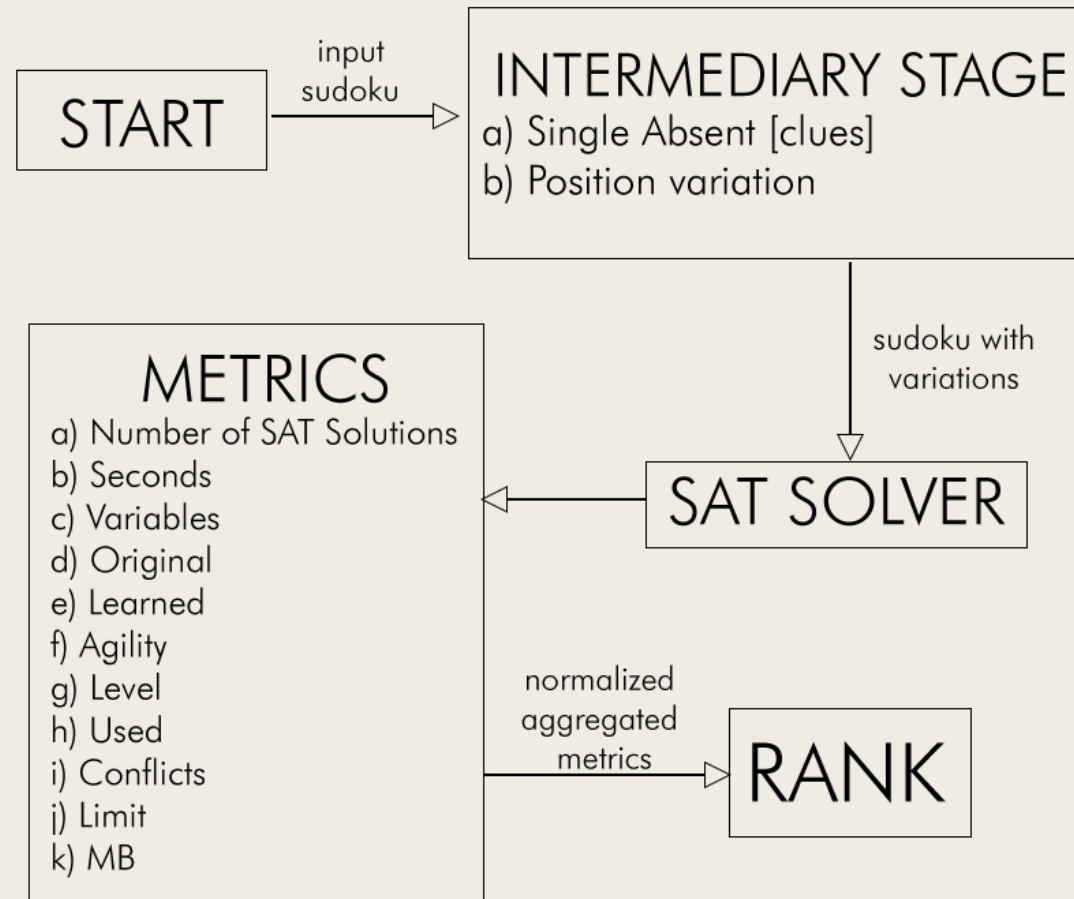 START
input
sudoku
INTERMEDIARY STAGE
a) Single Absent [clues]
b) Position variation
sudoku with
variations
SAT SOLVER
METRICS
a) Number of SAT Solutions
b) Seconds
c) Variables
d) Original
e) Learned
f) Agility
g) Level
h) Used
i) Conflicts
j) Limit
k) MB
normalized
aggregated
metrics
RANK